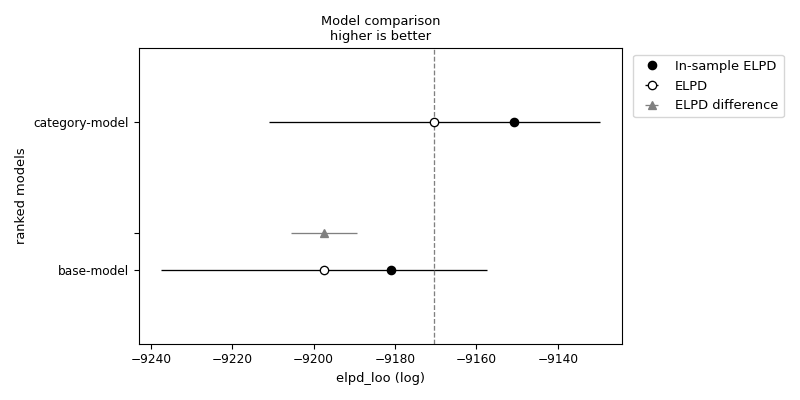 Model comparison
higher is better
In-sample ELPD
ELPD
ELPD difference
category-model
base-model
ranked models
−9240
−9220
−9200
−9180
−9160
−9140
elpd_loo (log)